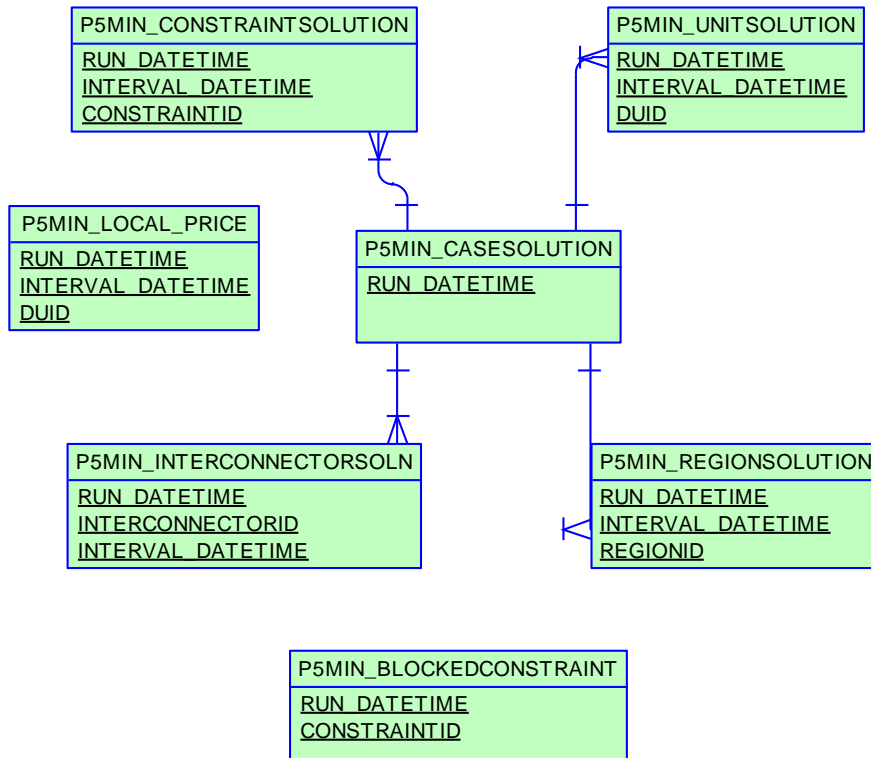 P5MIN_CONSTRAINTSOLUTION
RUN_DATETIME
INTERVAL_DATETIME
CONSTRAINTID
P5MIN_UNITSOLUTION
RUN_DATETIME
INTERVAL_DATETIME
DUID
P5MIN_LOCAL_PRICE
RUN_DATETIME
INTERVAL_DATETIME
DUID
P5MIN_CASESOLUTION
RUN_DATETIME
P5MIN_INTERCONNECTORSOLN
RUN_DATETIME
INTERCONNECTORID
INTERVAL_DATETIME
P5MIN_REGIONSOLUTION
RUN_DATETIME
INTERVAL_DATETIME
REGIONID
P5MIN_BLOCKEDCONSTRAINT
RUN_DATETIME
CONSTRAINTID